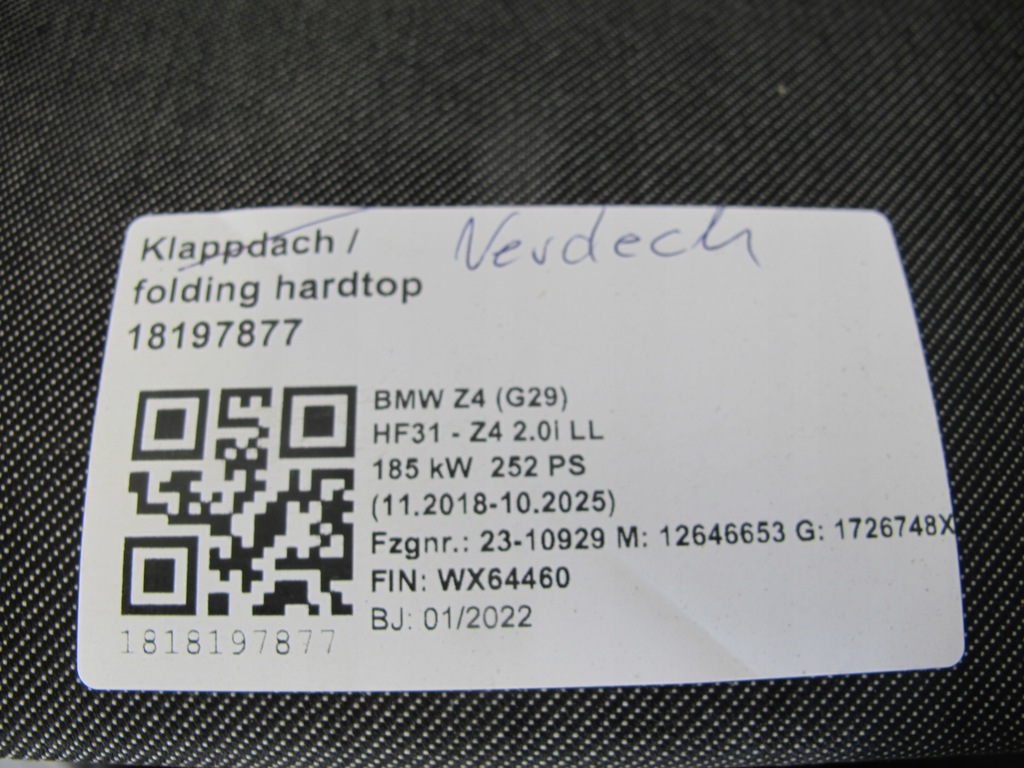 Klappdach / Verdeck
folding hardtop
18197877
BMW Z4 (G29)
HF31 - Z4 2.0i LL
185 kW 252 PS
(11.2018-10.2025)
Fzgnr.: 23-10929 M: 12646653 G: 1726748X
FIN: WX64460
BJ: 01/2022
1818197877